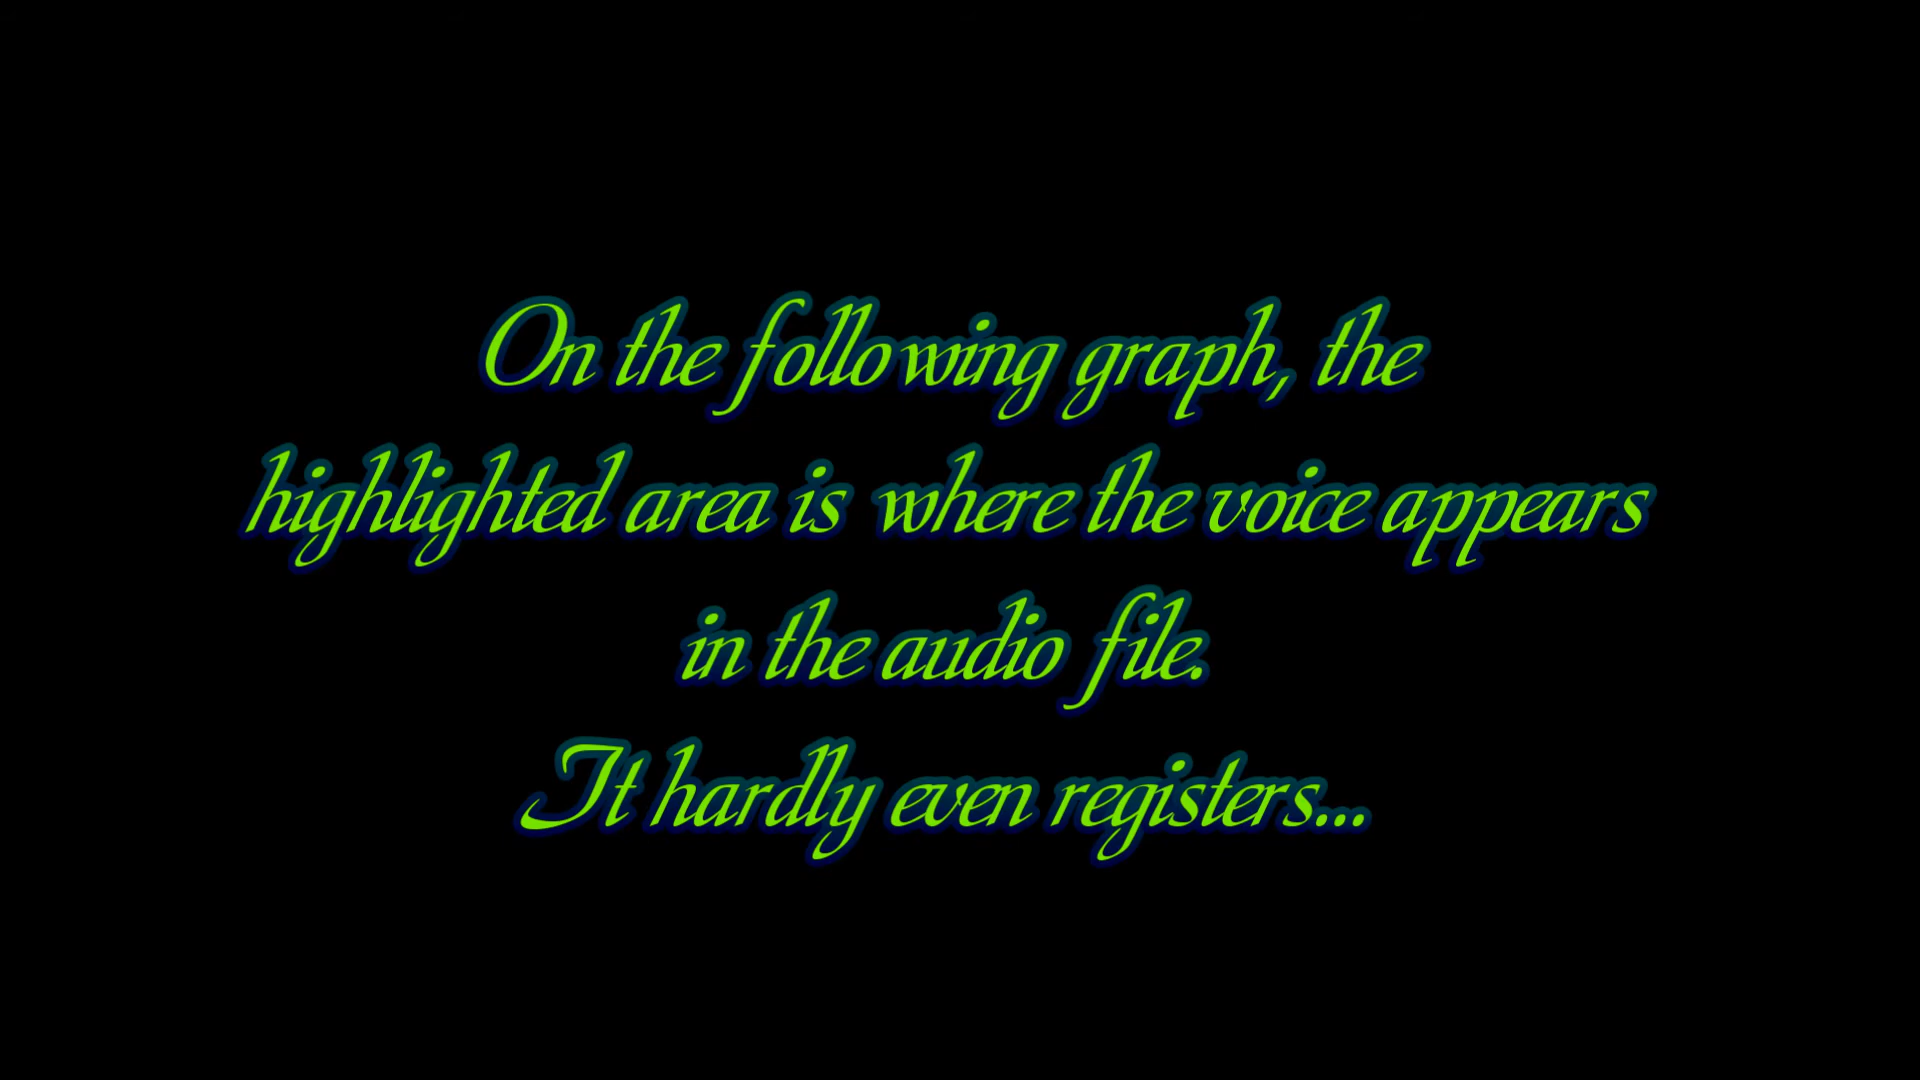 On the following graph, the
highlighted area is where the voice appears
in the audio file.
It hardly even registers...